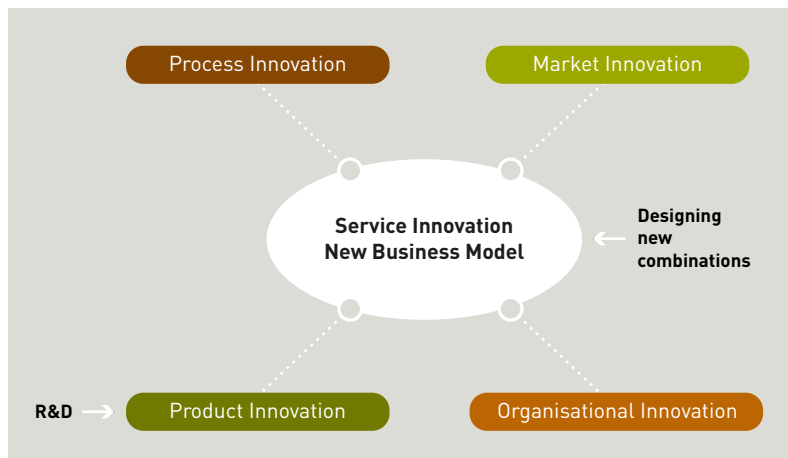 Process Innovation
Market Innovation
Service Innovation
New Business Model
Designing
new
combinations
R&D
Product Innovation
Organisational Innovation